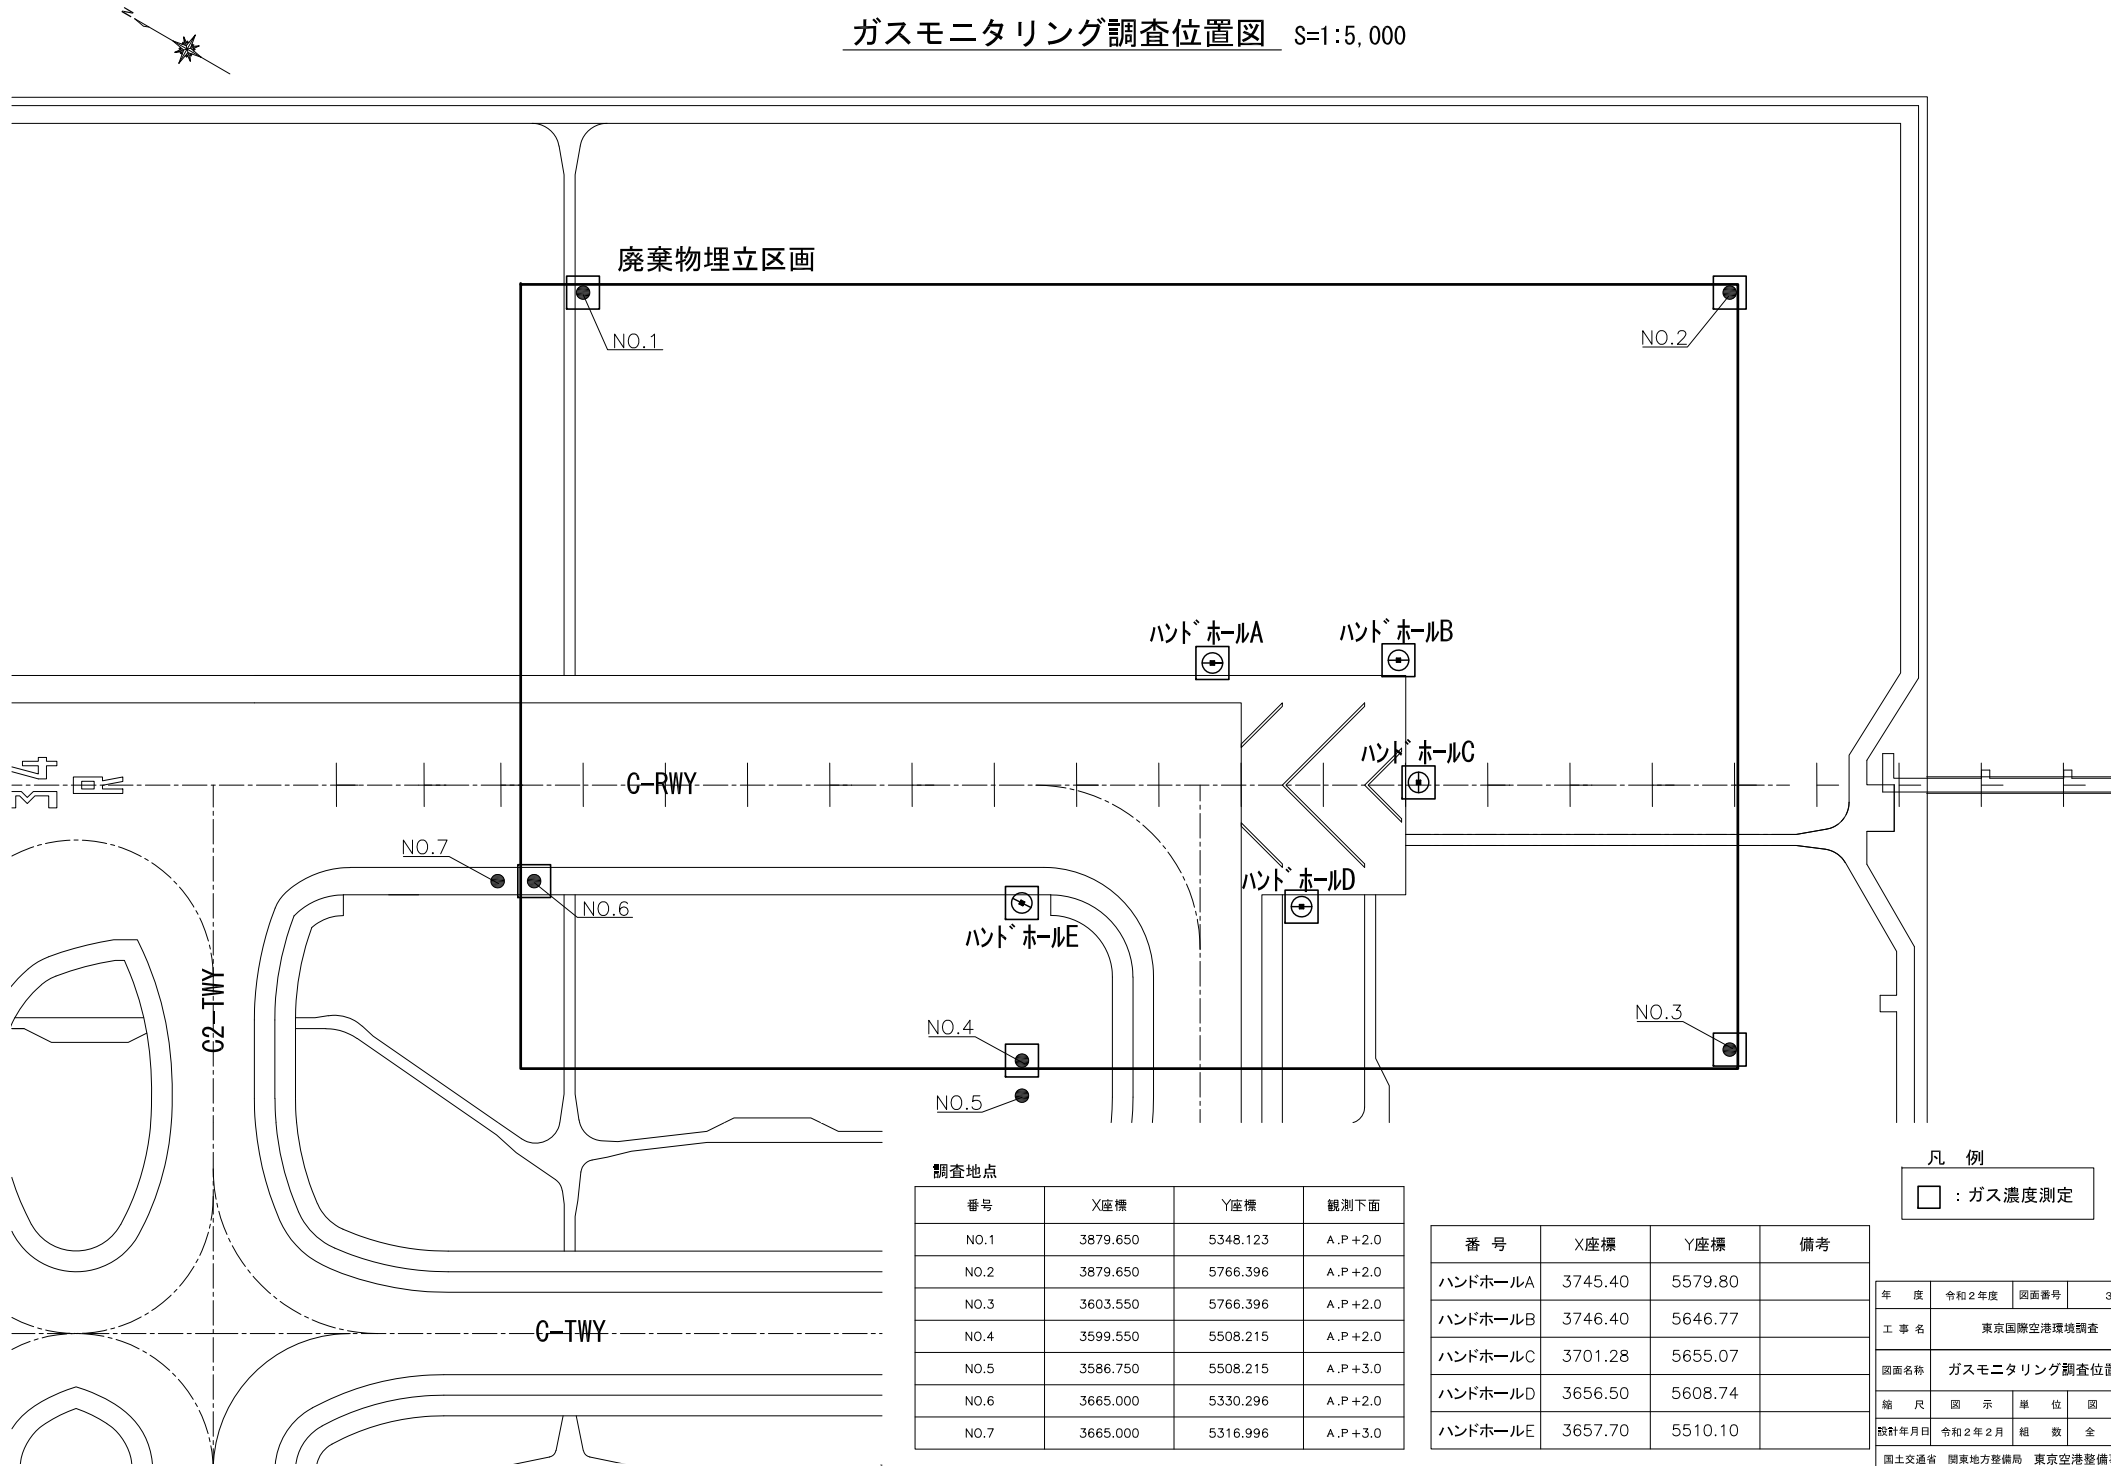 N
ガスモニタリング調査位置図 S=1:5,000
廃棄物埋立区画
NO.1
NO.2
ハンドホールA
ハンドホールB
ハンドホールC
34
R
C-RWY
NO.7
NO.6
ハンドホールD
ハンドホールE
C2-TWY
NO.4
NO.3
NO.5
C-TWY
凡 例
□ : ガス濃度測定
調査地点
番号 X座標 Y座標 観測下面
NO.1 3879.650 5348.123 A.P+2.0
NO.2 3879.650 5766.396 A.P+2.0
NO.3 3603.550 5766.396 A.P+2.0
NO.4 3599.550 5508.215 A.P+2.0
NO.5 3586.750 5508.215 A.P+3.0
NO.6 3665.000 5330.296 A.P+2.0
NO.7 3665.000 5316.996 A.P+3.0
番 号 X座標 Y座標 備考
ハンドホールA 3745.40 5579.80
ハンドホールB 3746.40 5646.77
ハンドホールC 3701.28 5655.07
ハンドホールD 3656.50 5608.74
ハンドホールE 3657.70 5510.10
年 度 令和2年度 図面番号 3
工 事 名 東京国際空港環境調査
図面名称 ガスモニタリング調査位置
縮 尺 図 示 単 位 図
設計年月日 令和2年2月 組 数 全
国土交通省 関東地方整備局 東京空港整備